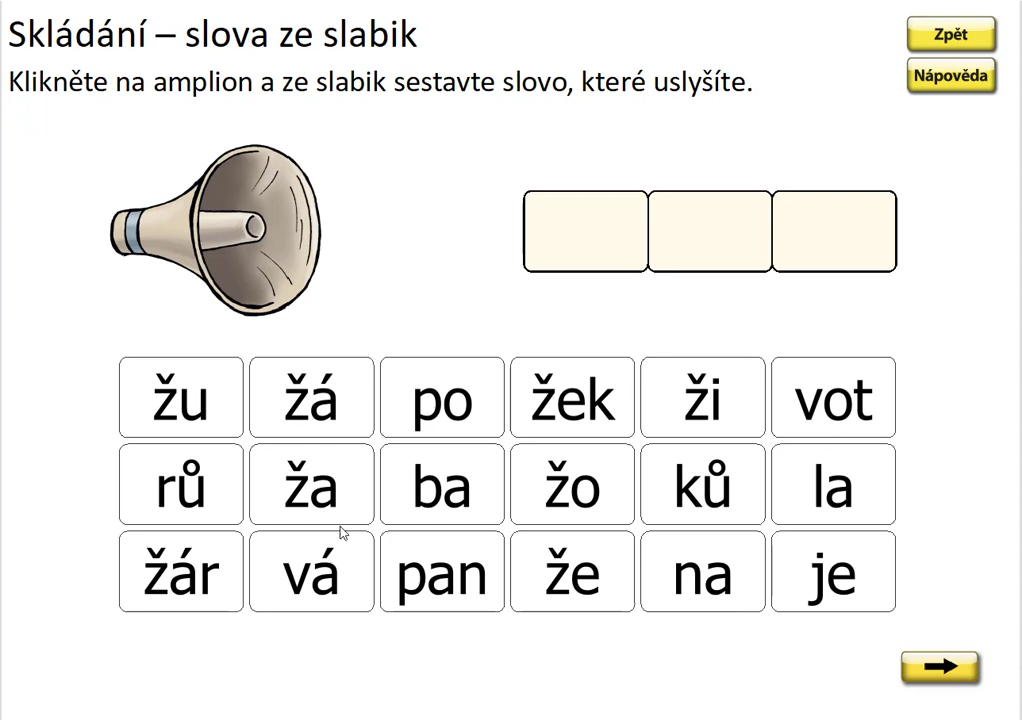 Skládání – slova ze slabik
Zpět
Klikněte na amplion a ze slabik sestavte slovo, které uslyšíte.
Nápověda
žu žá po žek ži vot
rů ža ba žo ků la
žár vá pan že na je